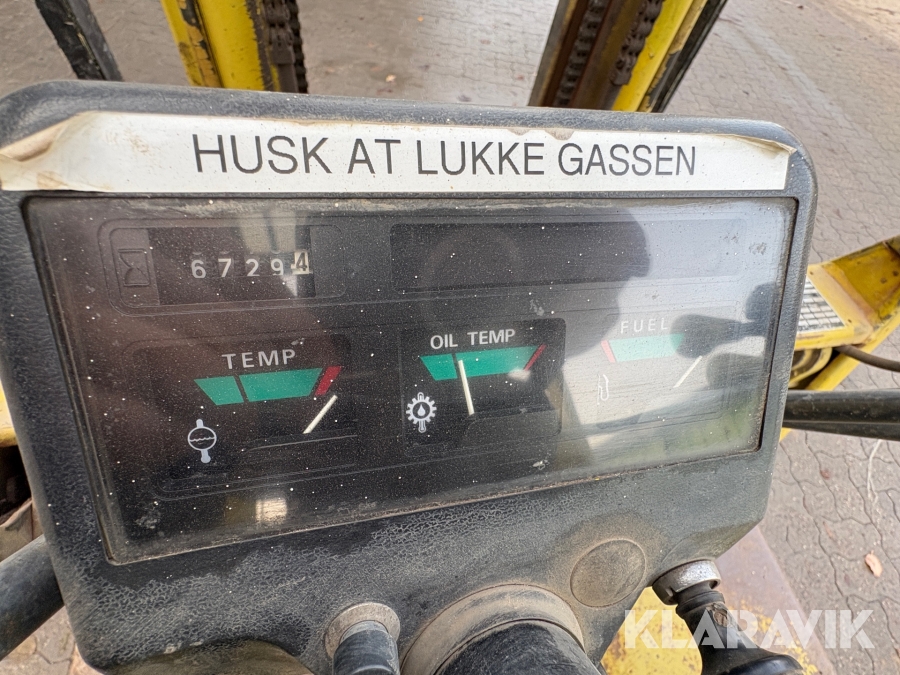 HUSK AT LUKKE GASSEN
67294
TEMP
OIL TEMP
FUEL
KLARAVIK